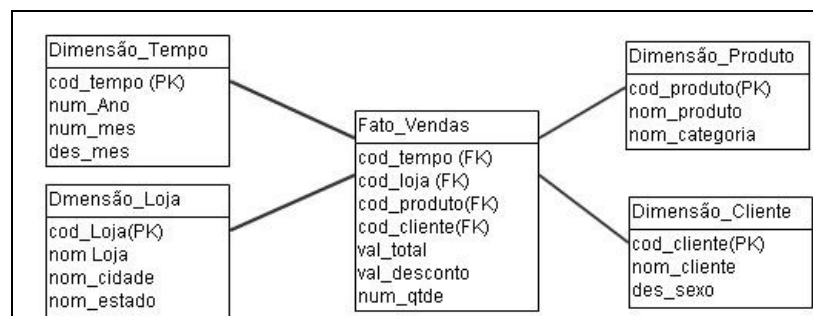 Dimensão_Tempo
cod_tempo (PK)
num_Ano
num_mes
des_mes
Dmensão_Loja
cod_Loja(PK)
nom Loja
nom_cidade
nom_estado
Fato_Vendas
cod_tempo (FK)
cod_loja (FK)
cod_produto(FK)
cod_cliente(FK)
val_total
val_desconto
num_qtde
Dimensão_Produto
cod_produto(PK)
nom_produto
nom_categoria
Dimensão_Cliente
cod_cliente(PK)
nom_cliente
des_sexo